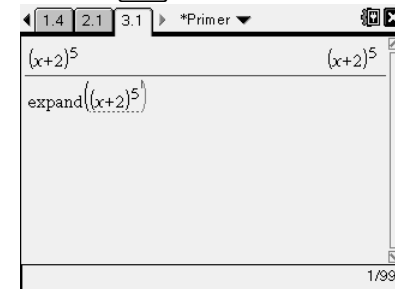 1.4 2.1 3.1 *Primer
(x+2)⁵ (x+2)⁵
expand((x+2)⁵)
1/99